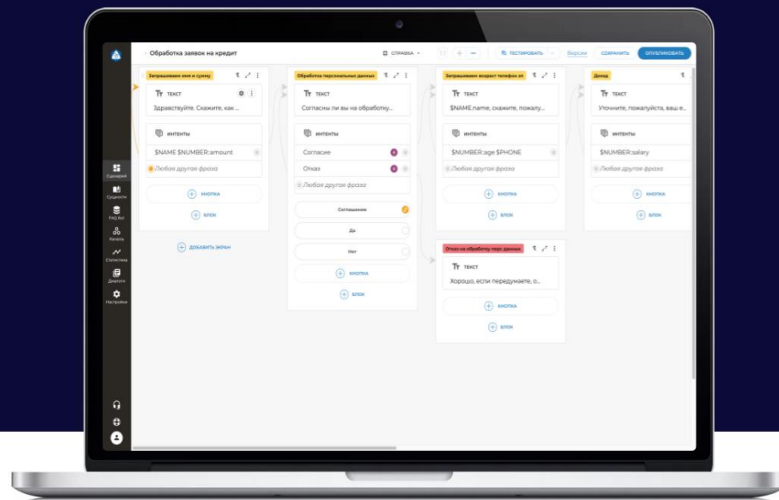 Обработка заявок на кредит
СПРАВКА
ТЕСТИРОВАТЬ
Версии
СОХРАНИТЬ
ОПУБЛИКОВАТЬ
Сценарий
Сущности
FAQ бот
Каналы
Статистика
Диалоги
Настройки
Запрашиваем имя и сумму
ТЕКСТ
Здравствуйте. Скажите, как ...
ИНТЕНТЫ
$NAME $NUMBER:amount
Любая другая фраза
КНОПКА
БЛОК
ДОБАВИТЬ ЭКРАН
Обработка персональных данных
ТЕКСТ
Согласны ли вы на обработку...
ИНТЕНТЫ
Согласие
Отказ
Любая другая фраза
Соглашение
Да
Нет
КНОПКА
БЛОК
Запрашиваем возраст телефон эл
ТЕКСТ
$NAME.name, скажите, пожалу...
ИНТЕНТЫ
$NUMBER:age $PHONE
Любая другая фраза
КНОПКА
БЛОК
Отказ на обработку перс данных
ТЕКСТ
Хорошо, если передумаете, о...
КНОПКА
БЛОК
Доход
ТЕКСТ
Уточните, пожалуйста, ваш е...
ИНТЕНТЫ
$NUMBER:salary
Любая другая фраза
КНОПКА
БЛОК